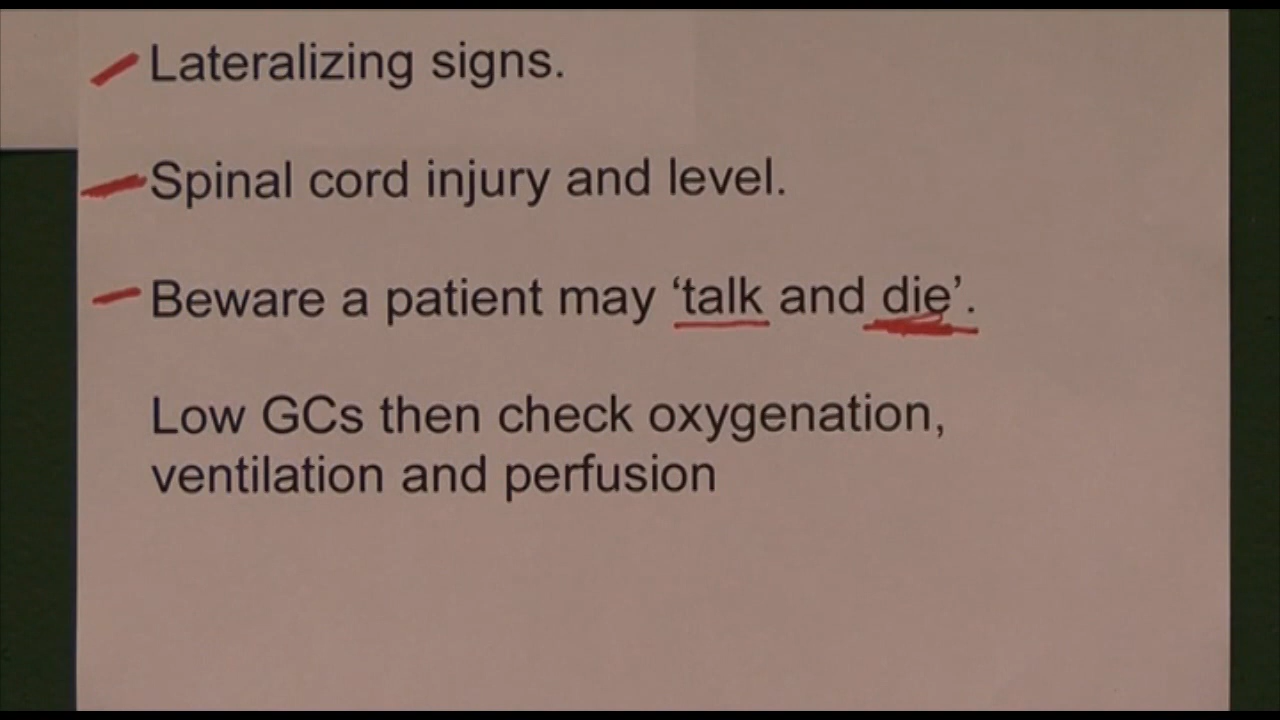 Lateralizing signs.
Spinal cord injury and level.
Beware a patient may ‘talk and die’.
Low GCs then check oxygenation,
ventilation and perfusion